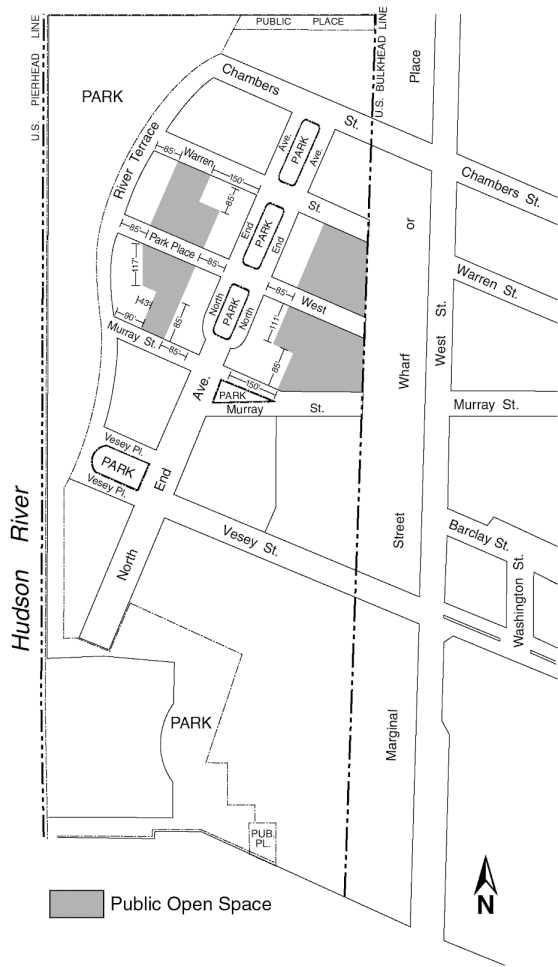 U.S. PIERHEAD LINE
PUBLIC PLACE
U.S. BULKHEAD LINE
Place
PARK
Chambers St.
River Terrace
Ave.
PARK
Ave.
Chambers St.
85'
Warren St.
150'
85'
or
End
PARK
End
85'
Park Place
85'
Warren St.
117'
85'
West
North
PARK
North
43'
85'
111'
West St.
90'
Murray St.
85'
85'
Wharf
150'
Ave.
PARK
Murray St.
Murray St.
Vesey Pl.
PARK
Vesey Pl.
End
Hudson River
Vesey St.
Street
Barclay St.
North
Washington St.
PARK
Marginal
PUB.
PL.
N
Public Open Space